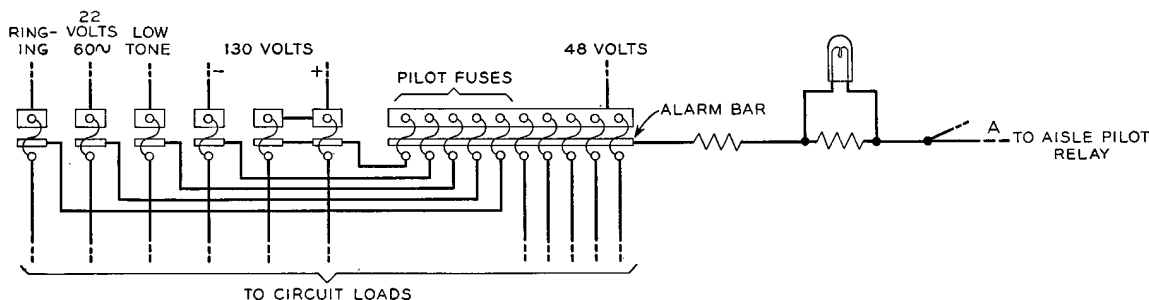 RING-
ING
22
VOLTS
60~
LOW
TONE
130 VOLTS
-
+
48 VOLTS
PILOT FUSES
ALARM BAR
A
TO AISLE PILOT
RELAY
TO CIRCUIT LOADS